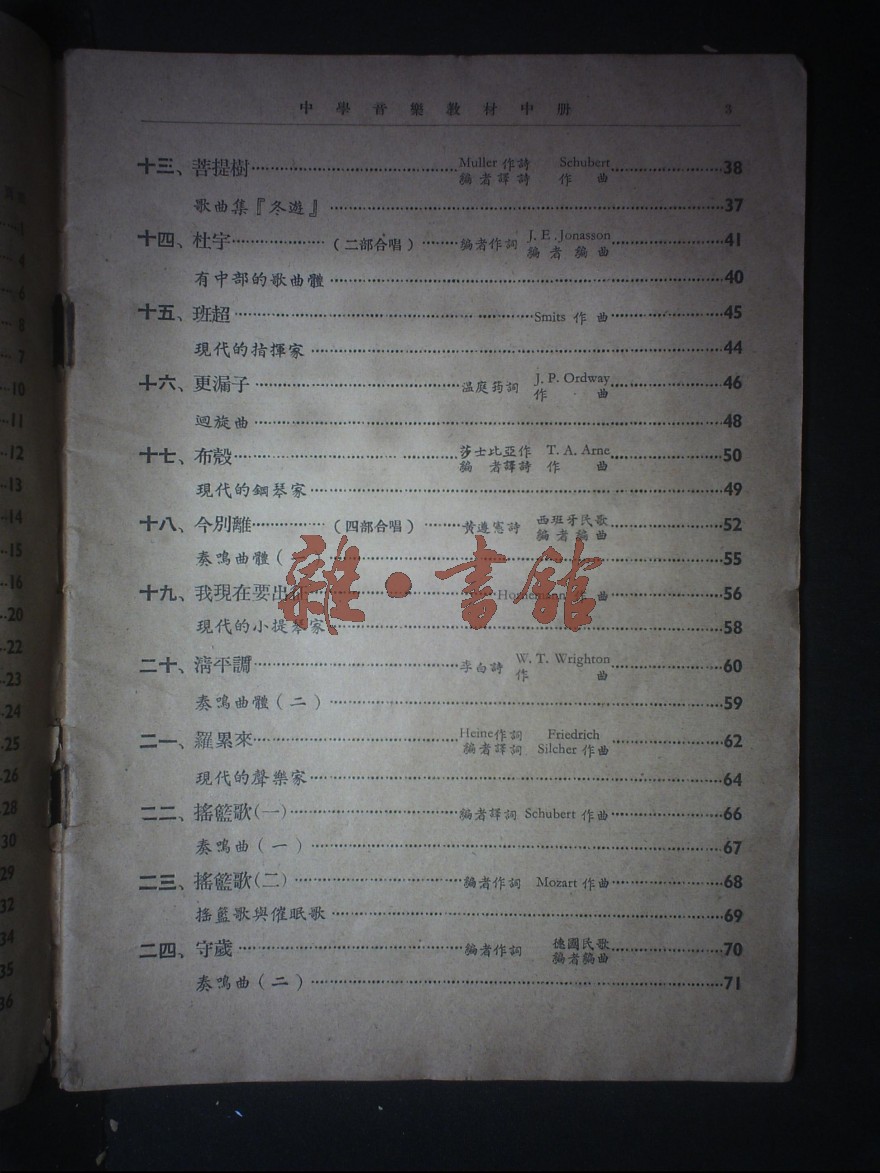 中學音樂教材中册 3
十三、菩提樹 Muller 作詩 編者譯詩 Schubert 作曲 38
歌曲集『冬遊』 37
十四、杜宇 (二部合唱) 編者作詞 J. E. Jonasson 編者編曲 41
有中部的歌曲體 40
十五、班超 Smits 作曲 45
現代的指揮家 44
十六、更漏子 温庭筠詞 J. P. Ordway 作曲 46
迴旋曲 48
十七、布穀 莎士比亞作 編者譯詩 T. A. Arne 作曲 50
現代的鋼琴家 49
十八、今別離 (四部合唱) 黄遵憲詩 西班牙民歌 編者編曲 52
奏鳴曲體(一) 55
十九、我現在要出征 Hornemann 作曲 56
現代的小提琴家 58
二十、淸平調 李白詩 W. T. Wrighton 作曲 60
奏鳴曲體(二) 59
二一、羅累來 Heine作詞 編者譯詞 Friedrich Silcher 作曲 62
現代的聲樂家 64
二二、搖籃歌(一) 編者譯詞 Schubert 作曲 66
奏鳴曲(一) 67
二三、搖籃歌(二) 編者作詞 Mozart 作曲 68
搖籃歌與催眠歌 69
二四、守歲 編者作詞 德國民歌 編者編曲 70
奏鳴曲(二) 71
雜·書館